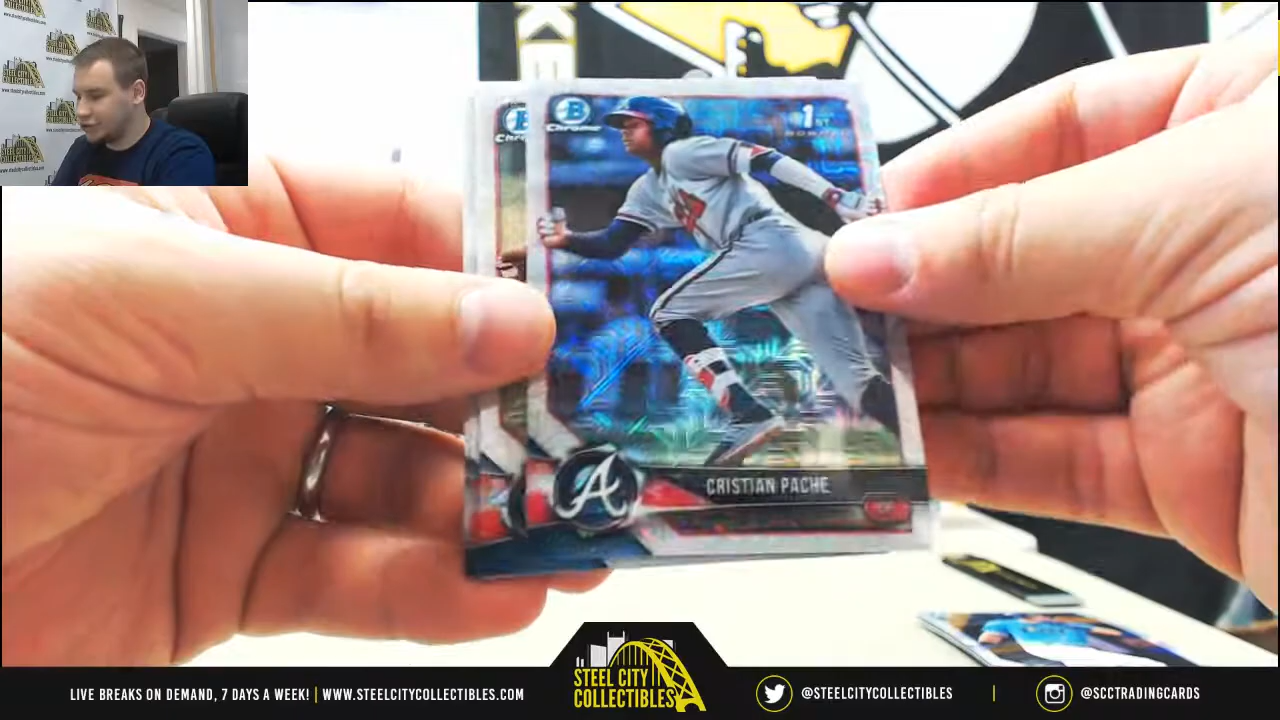 KE
B
Chrome
1ST
BOWMAN
A
CRISTIAN PACHE
LIVE BREAKS ON DEMAND, 7 DAYS A WEEK! | WWW.STEELCITYCOLLECTIBLES.COM
STEEL CITY
COLLECTIBLES
@STEELCITYCOLLECTIBLES | @SCCTRADINGCARDS